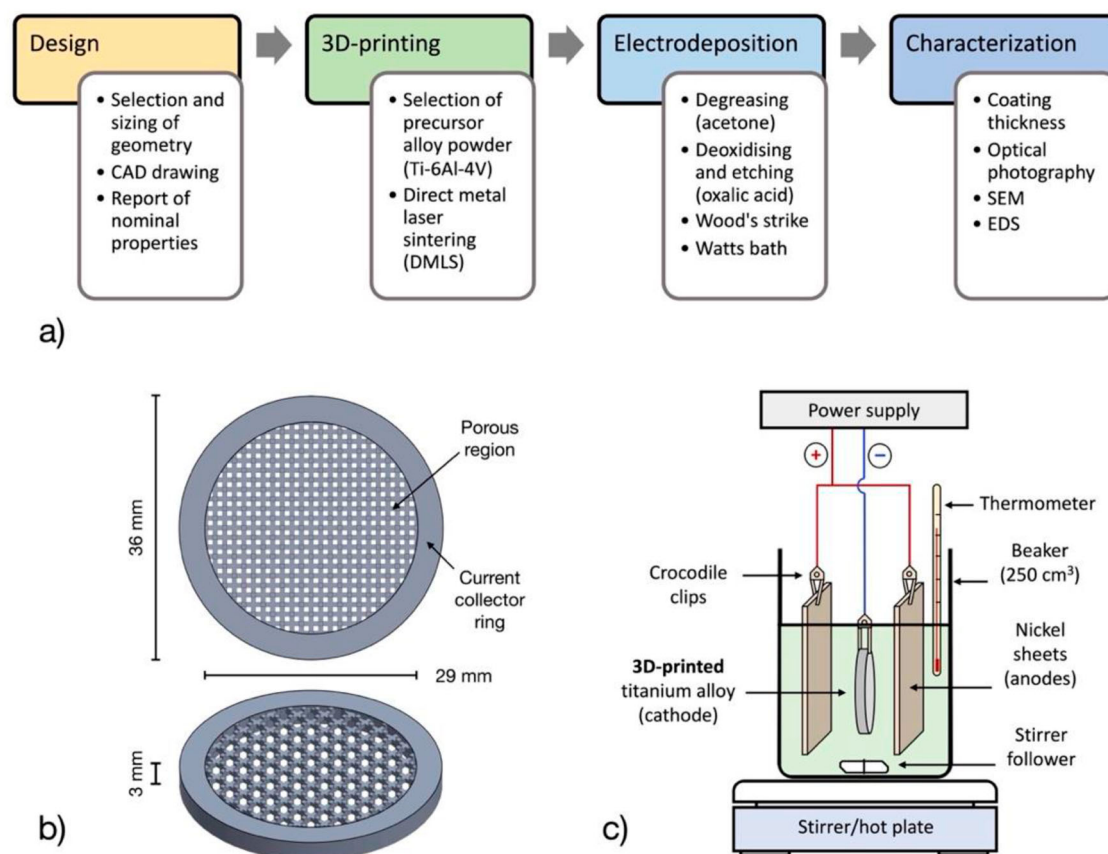 Design
3D-printing
Electrodeposition
Characterization
• Selection and
sizing of
geometry
• CAD drawing
• Report of
nominal
properties
• Selection of
precursor
alloy powder
(Ti-6Al-4V)
• Direct metal
laser
sintering
(DMLS)
• Degreasing
(acetone)
• Deoxidising
and etching
(oxalic acid)
• Wood's strike
• Watts bath
• Coating
thickness
• Optical
photography
• SEM
• EDS
a)
36 mm
Porous
region
Current
collector
ring
29 mm
3 mm
b)
Power supply
+
−
Thermometer
Beaker
(250 cm³)
Crocodile
clips
Nickel
sheets
(anodes)
3D-printed
titanium alloy
(cathode)
Stirrer
follower
Stirrer/hot plate
c)